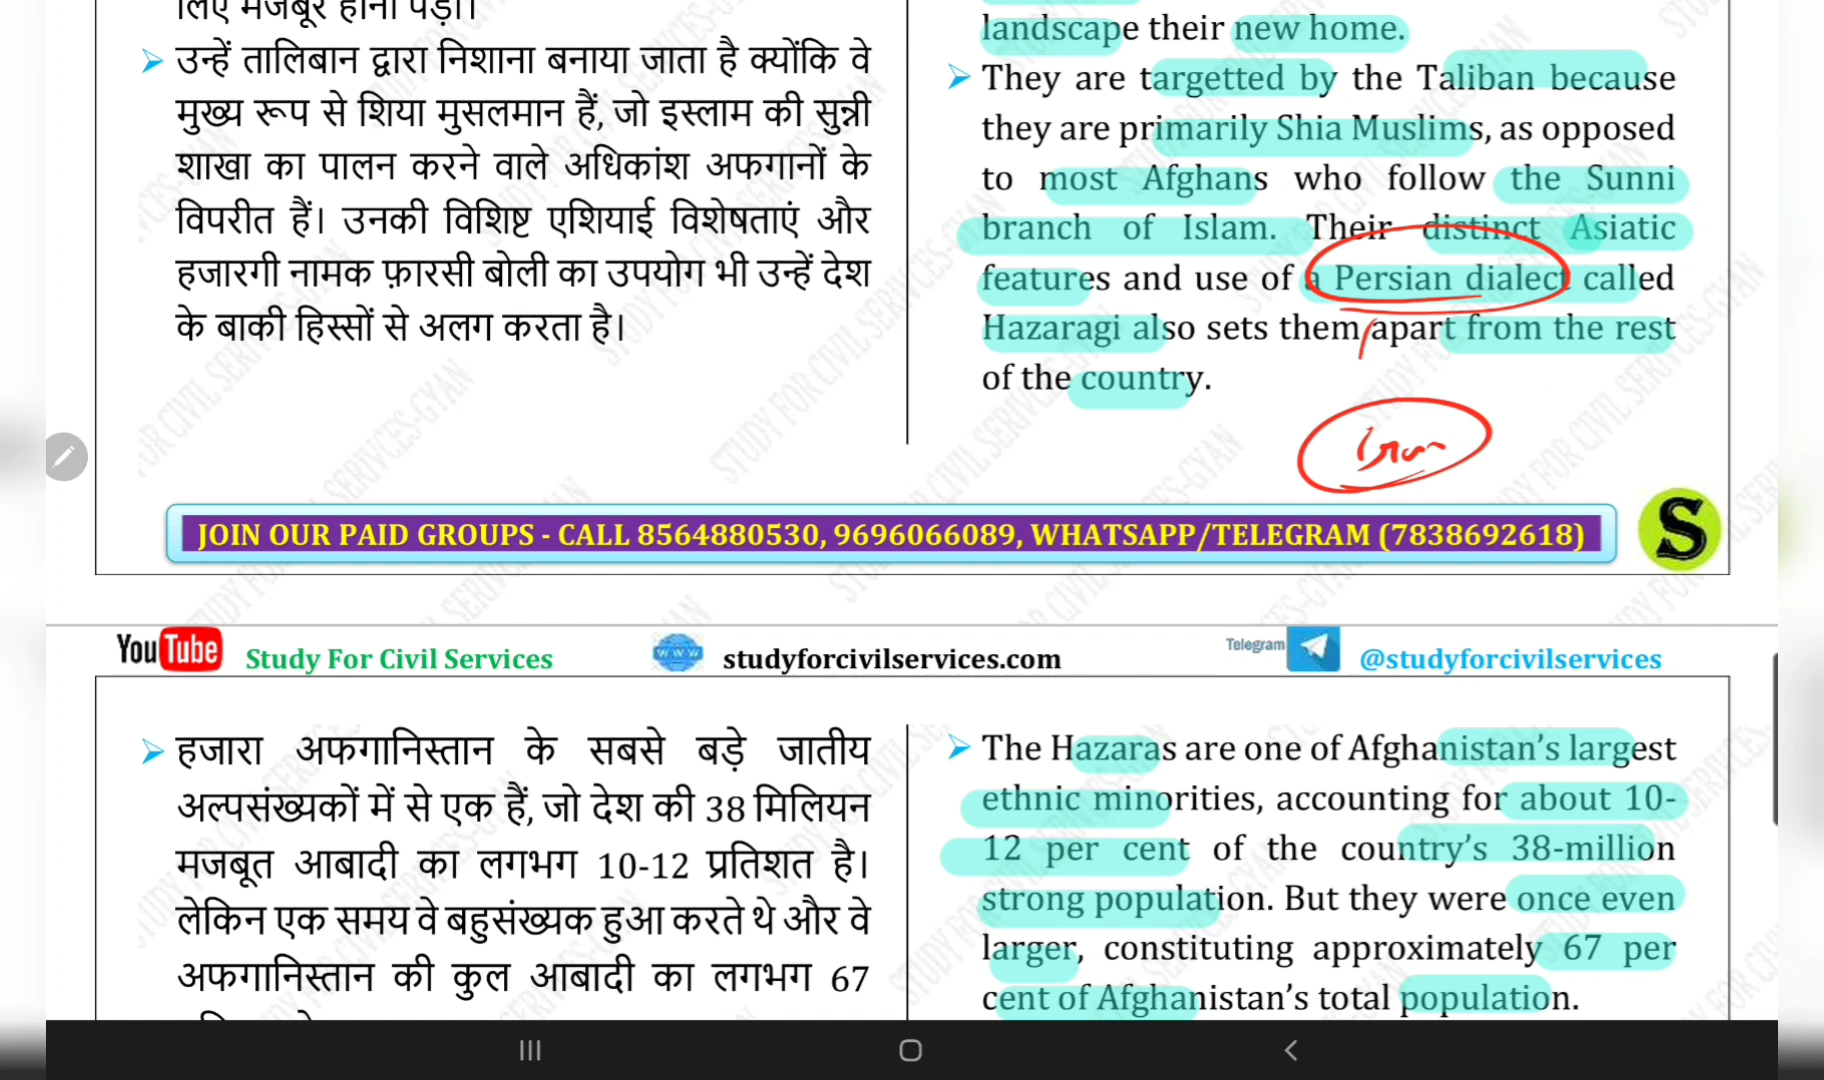 लिए मजबूर होना पड़ा।
उन्हें तालिबान द्वारा निशाना बनाया जाता है क्योंकि वे
मुख्य रूप से शिया मुसलमान हैं, जो इस्लाम की सुन्नी
शाखा का पालन करने वाले अधिकांश अफगानों के
विपरीत हैं। उनकी विशिष्ट एशियाई विशेषताएं और
हजारगी नामक फ़ारसी बोली का उपयोग भी उन्हें देश
के बाकी हिस्सों से अलग करता है।
landscape their new home.
They are targetted by the Taliban because
they are primarily Shia Muslims, as opposed
to most Afghans who follow the Sunni
branch of Islam. Their distinct Asiatic
features and use of a Persian dialect called
Hazaragi also sets them apart from the rest
of the country.
Iran
JOIN OUR PAID GROUPS - CALL 8564880530, 9696066089, WHATSAPP/TELEGRAM (7838692618)
S
YouTube Study For Civil Services
www studyforcivilservices.com
Telegram @studyforcivilservices
हजारा अफगानिस्तान के सबसे बड़े जातीय
अल्पसंख्यकों में से एक हैं, जो देश की 38 मिलियन
मजबूत आबादी का लगभग 10-12 प्रतिशत है।
लेकिन एक समय वे बहुसंख्यक हुआ करते थे और वे
अफगानिस्तान की कुल आबादी का लगभग 67
The Hazaras are one of Afghanistan's largest
ethnic minorities, accounting for about 10-
12 per cent of the country's 38-million
strong population. But they were once even
larger, constituting approximately 67 per
cent of Afghanistan's total population.
STUDY FOR CIVIL SERIVCES-GYAN